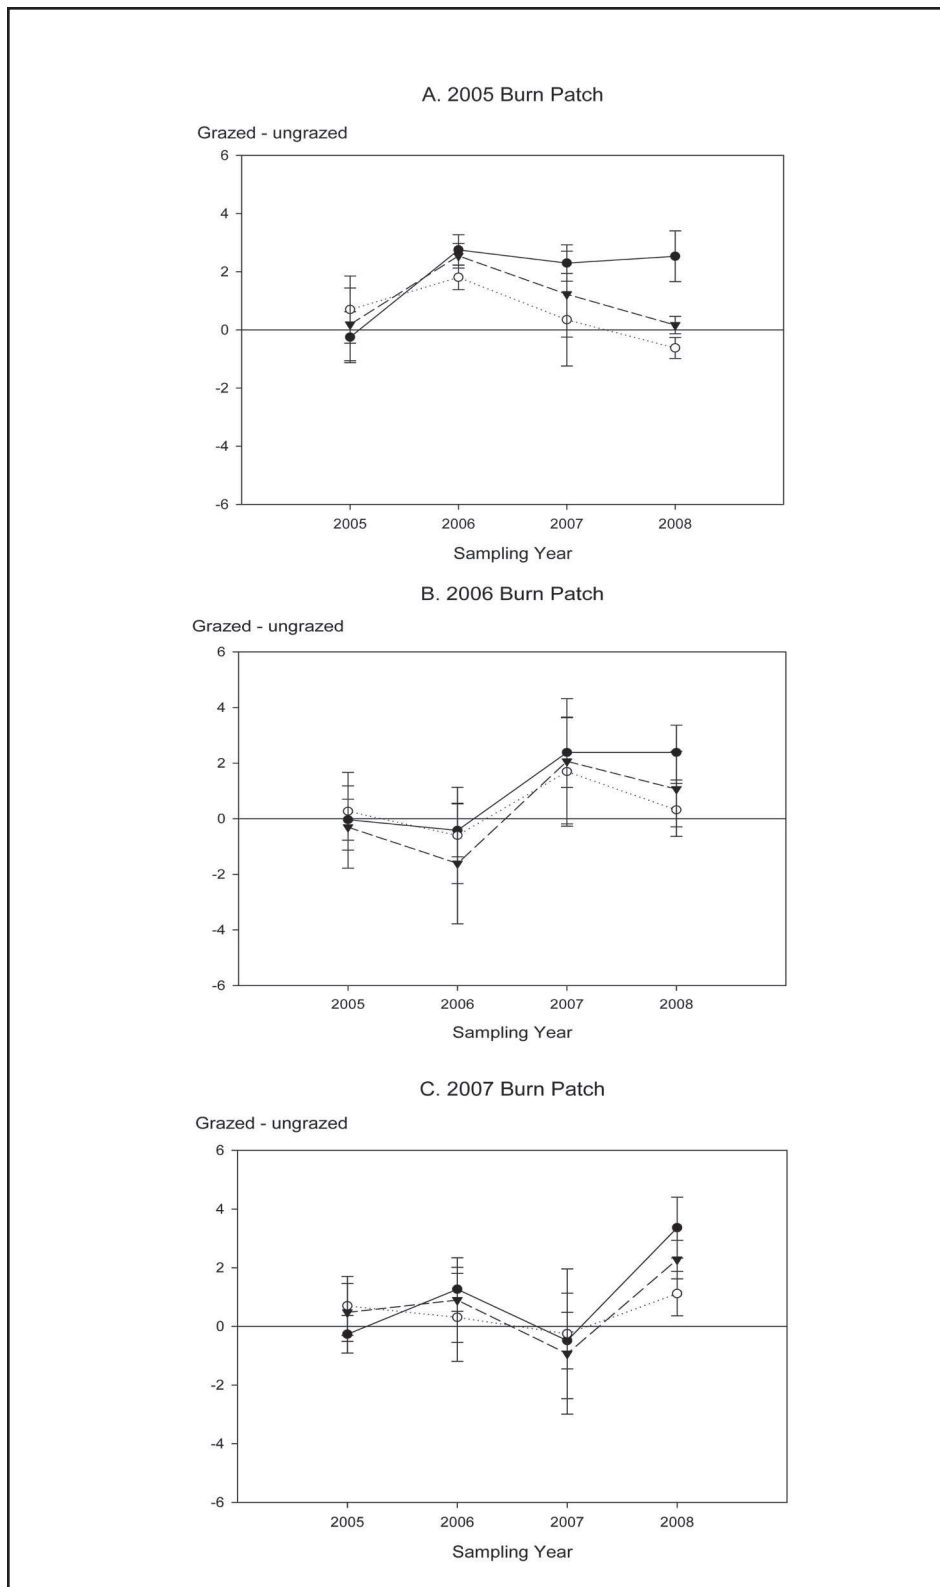 A. 2005 Burn Patch
Grazed - ungrazed
6
4
2
0
-2
-4
-6
2005 2006 2007 2008
Sampling Year
B. 2006 Burn Patch
Grazed - ungrazed
6
4
2
0
-2
-4
-6
2005 2006 2007 2008
Sampling Year
C. 2007 Burn Patch
Grazed - ungrazed
6
4
2
0
-2
-4
-6
2005 2006 2007 2008
Sampling Year